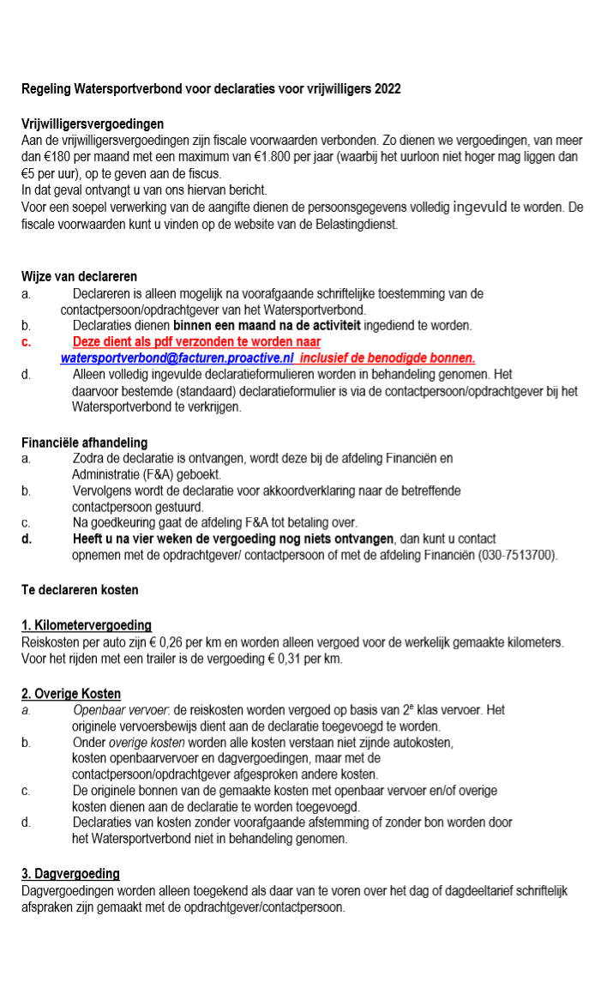 Regeling Watersportverbond voor declaraties voor vrijwilligers 2022
Vrijwilligersvergoedingen
Aan de vrijwilligersvergoedingen zijn fiscale voorwaarden verbonden. Zo dienen we vergoedingen, van meer
dan €180 per maand met een maximum van €1.800 per jaar (waarbij het uurloon niet hoger mag liggen dan
€5 per uur), op te geven aan de fiscus.
In dat geval ontvangt u van ons hiervan bericht.
Voor een soepel verwerking van de aangifte dienen de persoonsgegevens volledig ingevuld te worden. De
fiscale voorwaarden kunt u vinden op de website van de Belastingdienst.
Wijze van declareren
a. Declareren is alleen mogelijk na voorafgaande schriftelijke toestemming van de
contactpersoon/opdrachtgever van het Watersportverbond.
b. Declaraties dienen binnen een maand na de activiteit ingediend te worden.
c. Deze dient als pdf verzonden te worden naar
watersportverbond@facturen.proactive.nl inclusief de benodigde bonnen.
d. Alleen volledig ingevulde declaratieformulieren worden in behandeling genomen. Het
daarvoor bestemde (standaard) declaratieformulier is via de contactpersoon/opdrachtgever bij het
Watersportverbond te verkrijgen.
Financiële afhandeling
a. Zodra de declaratie is ontvangen, wordt deze bij de afdeling Financiën en
Administratie (F&A) geboekt.
b. Vervolgens wordt de declaratie voor akkoordverklaring naar de betreffende
contactpersoon gestuurd.
c. Na goedkeuring gaat de afdeling F&A tot betaling over.
d. Heeft u na vier weken de vergoeding nog niets ontvangen, dan kunt u contact
opnemen met de opdrachtgever/ contactpersoon of met de afdeling Financiën (030-7513700).
Te declareren kosten
1. Kilometervergoeding
Reiskosten per auto zijn € 0,26 per km en worden alleen vergoed voor de werkelijk gemaakte kilometers.
Voor het rijden met een trailer is de vergoeding € 0,31 per km.
2. Overige Kosten
a. Openbaar vervoer: de reiskosten worden vergoed op basis van 2e klas vervoer. Het
originele vervoersbewijs dient aan de declaratie toegevoegd te worden.
b. Onder overige kosten worden alle kosten verstaan niet zijnde autokosten,
kosten openbaarvervoer en dagvergoedingen, maar met de
contactpersoon/opdrachtgever afgesproken andere kosten.
c. De originele bonnen van de gemaakte kosten met openbaar vervoer en/of overige
kosten dienen aan de declaratie te worden toegevoegd.
d. Declaraties van kosten zonder voorafgaande afstemming of zonder bon worden door
het Watersportverbond niet in behandeling genomen.
3. Dagvergoeding
Dagvergoedingen worden alleen toegekend als daar van te voren over het dag of dagdeeltarief schriftelijk
afspraken zijn gemaakt met de opdrachtgever/contactpersoon.